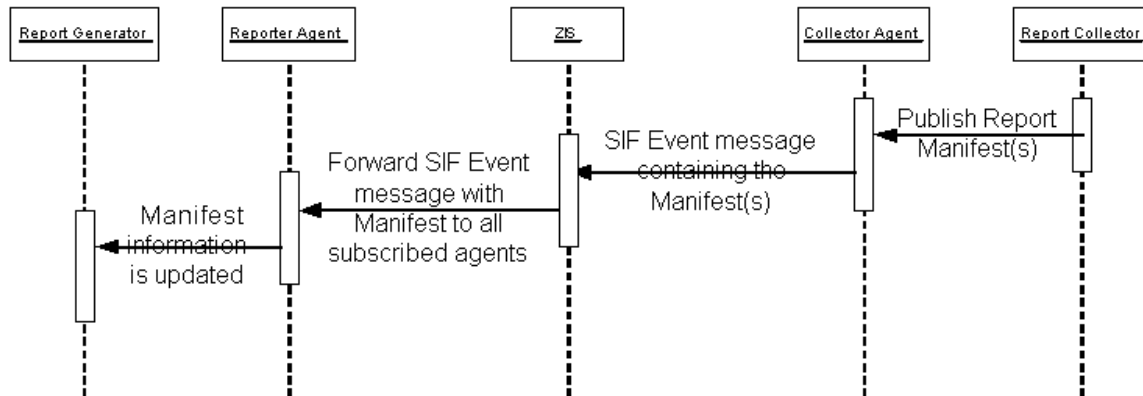 Report Generator
Reporter Agent
ZIS
Collector Agent
Report Collector
Publish Report
Manifest(s)
SIF Event message
containing the
Manifest(s)
Forward SIF Event
message with
Manifest to all
subscribed agents
Manifest
information
is updated